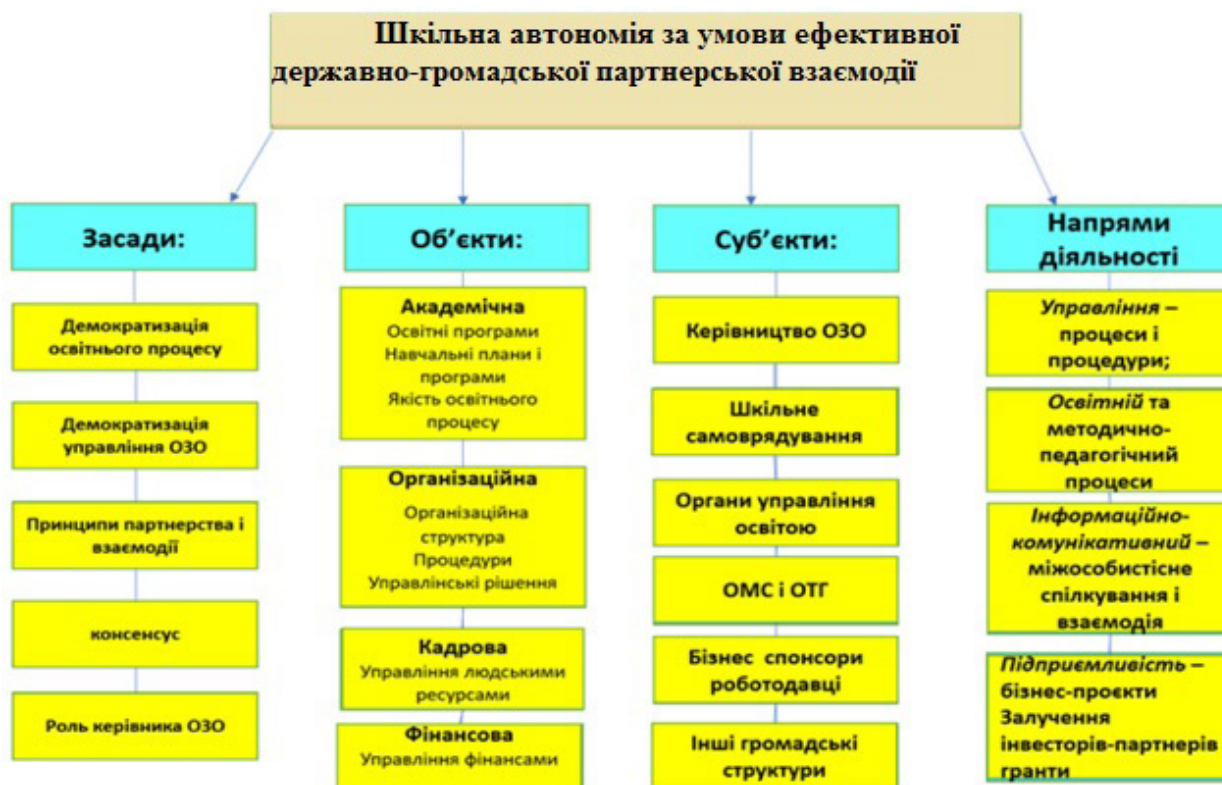 Шкільна автономія за умови ефективної
державно-громадської партнерської взаємодії
Засади:
Демократизація
освітнього процесу
Демократизація
управління ОЗО
Принципи партнерства і
взаємодії
консенсус
Роль керівника ОЗО
Об’єкти:
Академічна
Освітні програми
Навчальні плани і
програми
Якість освітнього
процесу
Організаційна
Організаційна
структура
Процедури
Управлінські рішення
Кадрова
Управління людськими
ресурсами
Фінансова
Управління фінансами
Суб’єкти:
Керівництво ОЗО
Шкільне
самоврядування
Органи управління
освітою
ОМС і ОТГ
Бізнес спонсори
роботодавці
Інші громадські
структури
Напрями
діяльності
Управління –
процеси і
процедури;
Освітній та
методично-
педагогічний
процеси
Інформаційно-
комунікативний –
міжособистісне
спілкування і
взаємодія
Підприємливість –
бізнес-проєкти
Залучення
інвесторів-партнерів
гранти